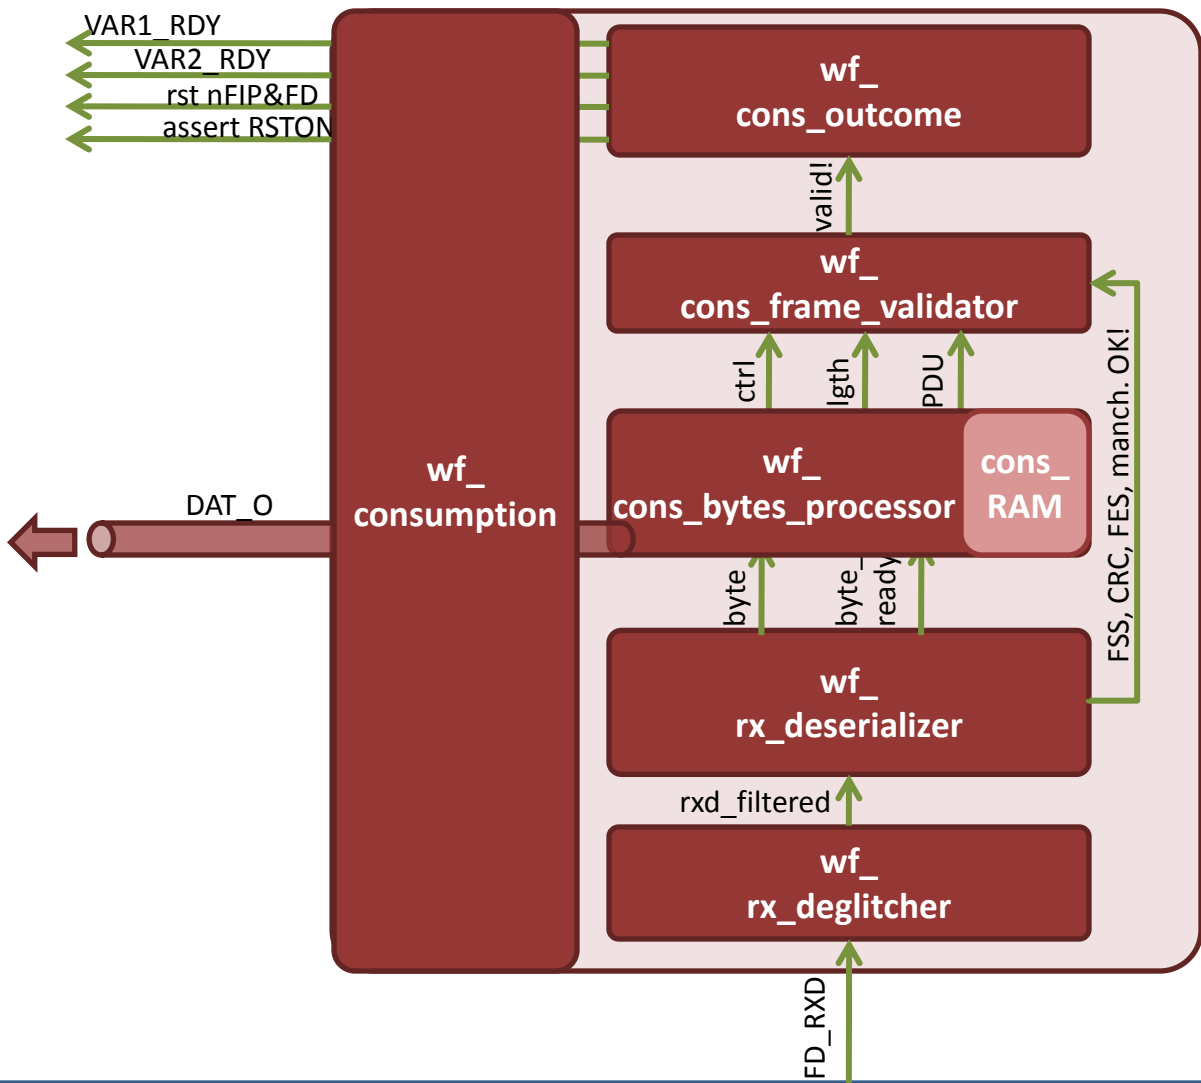 VAR1_RDY
VAR2_RDY
rst nFIP&FD
assert RSTON
wf_
cons_outcome
valid!
wf_
cons_frame_validator
ctrl
lgth
PDU
FSS, CRC, FES, manch. OK!
wf_
consumption
DAT_O
wf_
cons_bytes_processor
cons_
RAM
byte
byte_
ready
wf_
rx_deserializer
rxd_filtered
wf_
rx_deglitcher
FD_RXD